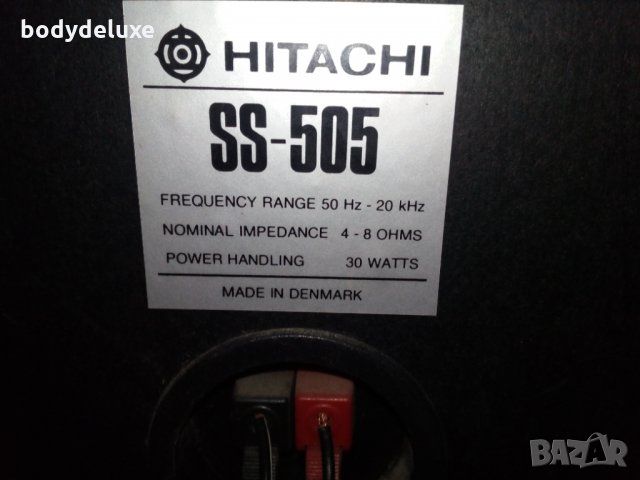 bodydeluxe
HITACHI
SS-505
FREQUENCY RANGE 50 Hz - 20 kHz
NOMINAL IMPEDANCE 4 - 8 OHMS
POWER HANDLING 30 WATTS
MADE IN DENMARK
BAZAR